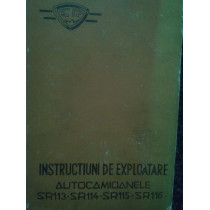 INSTRUCTIUNI DE EXPLOATARE
AUTOCAMIOANELE
SR113-SR114-SR115-SR116